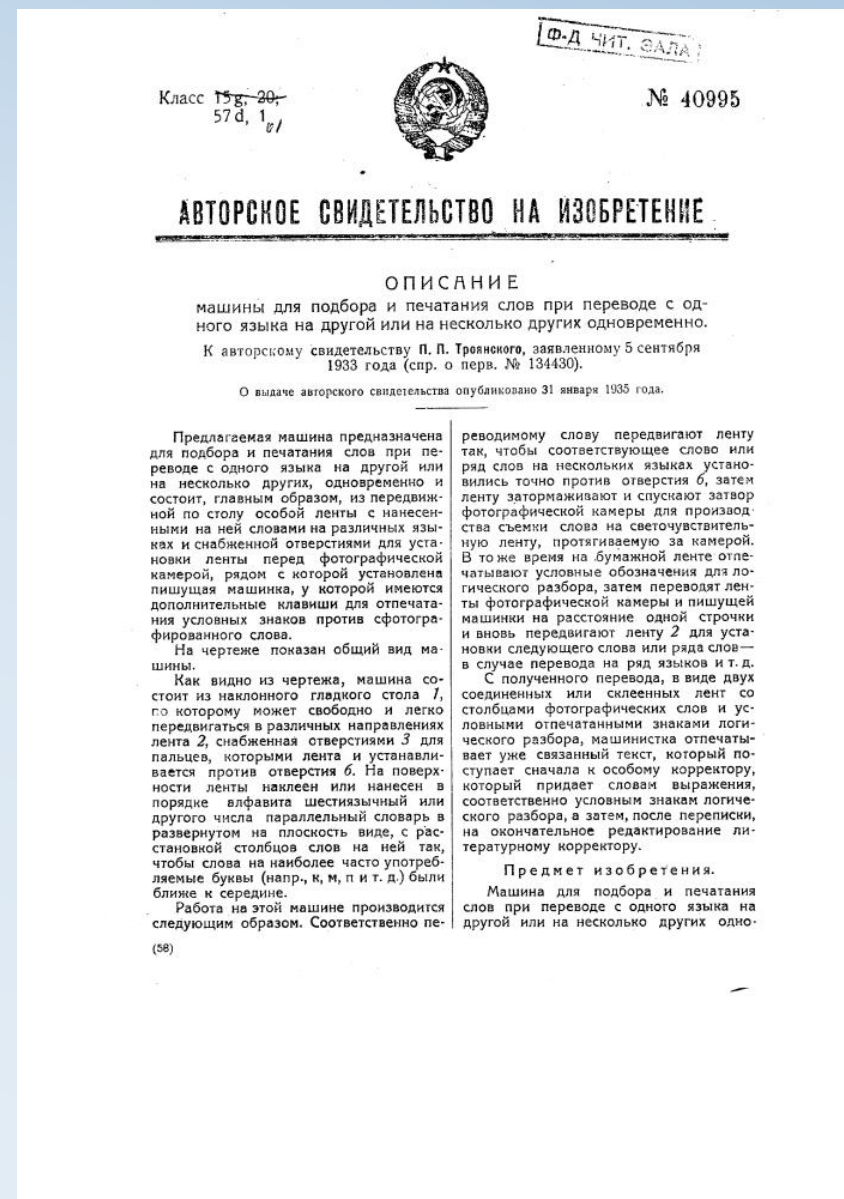 Ф-Д ЧИТ. ЗАЛА
Класс 15g, 20;
57d, 1
№ 40995
АВТОРСКОЕ СВИДЕТЕЛЬСТВО НА ИЗОБРЕТЕНИЕ
ОПИСАНИЕ
машины для подбора и печатания слов при переводе с од-
ного языка на другой или на несколько других одновременно.
К авторскому свидетельству П. П. Троянского, заявленному 5 сентября
1933 года (спр. о перв. № 134430).
О выдаче авторского свидетельства опубликовано 31 января 1935 года.
Предлагаемая машина предназначена
для подбора и печатания слов при пе-
реводе с одного языка на другой или
на несколько других, одновременно и
состоит, главным образом, из передвиж-
ной по столу особой ленты с нанесен-
ными на ней словами на различных язы-
ках и снабженной отверстиями для уста-
новки ленты перед фотографической
камерой, рядом с которой установлена
пишущая машинка, у которой имеются
дополнительные клавиши для отпечата-
ния условных знаков против сфотогра-
фированного слова.
На чертеже показан общий вид ма-
шины.
Как видно из чертежа, машина со-
стоит из наклонного гладкого стола 1,
по которому может свободно и легко
передвигаться в различных направлениях
лента 2, снабженная отверстиями 3 для
пальцев, которыми лента и устанавли-
вается против отверстия 6. На поверх-
ности ленты наклеен или нанесен в
порядке алфавита шестиязычный или
другого числа параллельный словарь в
развернутом на плоскость виде, с рас-
становкой столбцов слов на ней так,
чтобы слова на наиболее часто употреб-
ляемые буквы (напр., к, м, п и т. д.) были
ближе к середине.
Работа на этой машине производится
следующим образом. Соответственно пе-
(58)
реводимому слову передвигают ленту
так, чтобы соответствующее слово или
ряд слов на нескольких языках устано-
вились точно против отверстия 6, затем
ленту затормаживают и спускают затвор
фотографической камеры для производ-
ства съемки слова на светочувствитель-
ную ленту, протягиваемую за камерой.
В то же время на бумажной ленте отпе-
чатывают условные обозначения для ло-
гического разбора, затем переводят лен-
ты фотографической камеры и пишущей
машинки на расстояние одной строчки
и вновь передвигают ленту 2 для уста-
новки следующего слова или ряда слов—
в случае перевода на ряд языков и т. д.
С полученного перевода, в виде двух
соединенных или склеенных лент со
столбцами фотографических слов и ус-
ловными отпечатанными знаками логи-
ческого разбора, машинистка отпечаты-
вает уже связанный текст, который по-
ступает сначала к особому корректору,
который придает словам выражения,
соответственно условным знакам логиче-
ского разбора, а затем, после переписки,
на окончательное редактирование ли-
тературному корректору.
Предмет изобретения.
Машина для подбора и печатания
слов при переводе с одного языка на
другой или на несколько других одно-